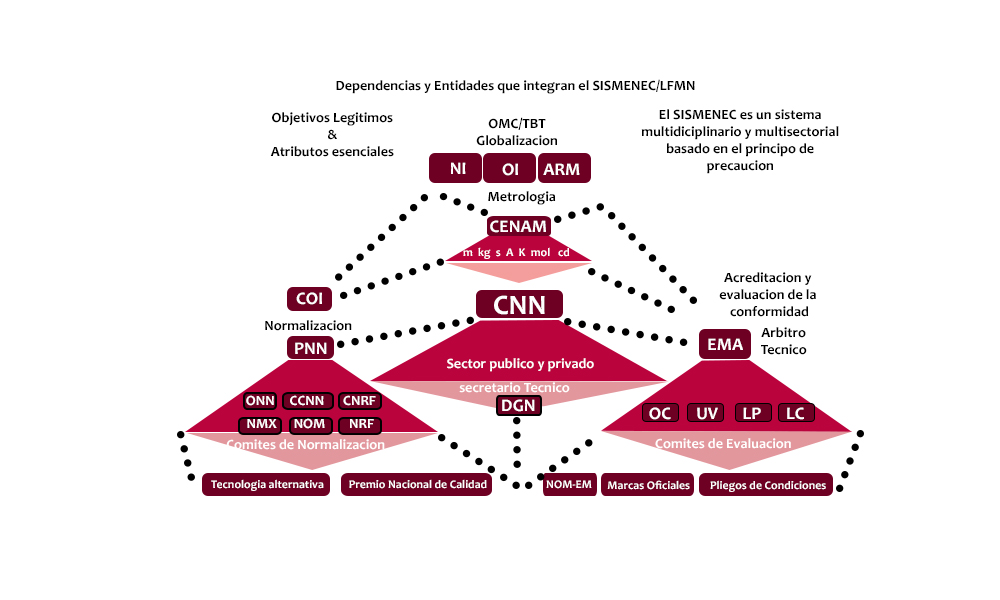 Dependencias y Entidades que integran el SISMENEC/LFMN
Objetivos Legitimos
&
Atributos esenciales
OMC/TBT
Globalizacion
El SISMENEC es un sistema
multidiciplinario y multisectorial
basado en el principo de
precaucion
NI OI ARM
Metrologia
CENAM
m kg s A K mol cd
COI
CNN
Acreditacion y
evaluacion de la
conformidad
Normalizacion
PNN
EMA
Arbitro
Tecnico
Sector publico y privado
secretario Tecnico
DGN
ONN CCNN CNRF
NMX NOM NRF
Comites de Normalizacion
OC UV LP LC
Comites de Evaluacion
Tecnologia alternativa
Premio Nacional de Calidad
NOM-EM
Marcas Oficiales
Pliegos de Condiciones